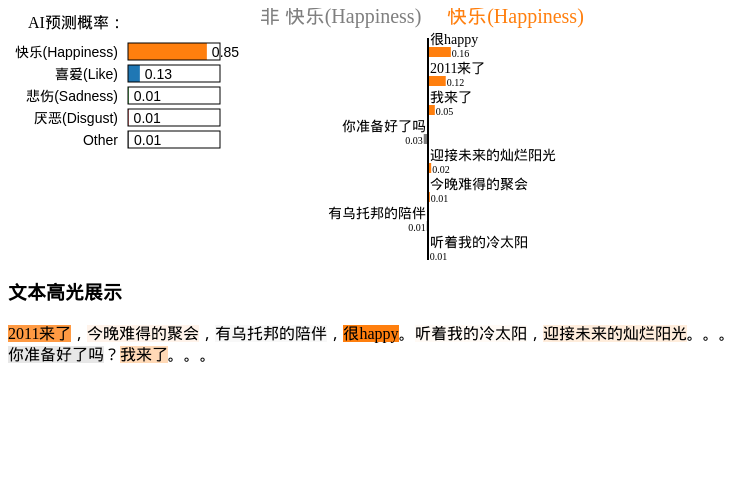 AI预测概率：
快乐(Happiness) 0.85
喜爱(Like) 0.13
悲伤(Sadness) 0.01
厌恶(Disgust) 0.01
Other 0.01
非 快乐(Happiness) 快乐(Happiness)
很happy
0.16
2011来了
0.12
我来了
0.05
你准备好了吗
0.03
迎接未来的灿烂阳光
0.02
今晚难得的聚会
0.01
有乌托邦的陪伴
0.01
听着我的冷太阳
0.01
文本高光展示
2011来了，今晚难得的聚会，有乌托邦的陪伴，很happy。听着我的冷太阳，迎接未来的灿烂阳光。。。
你准备好了吗？我来了。。。